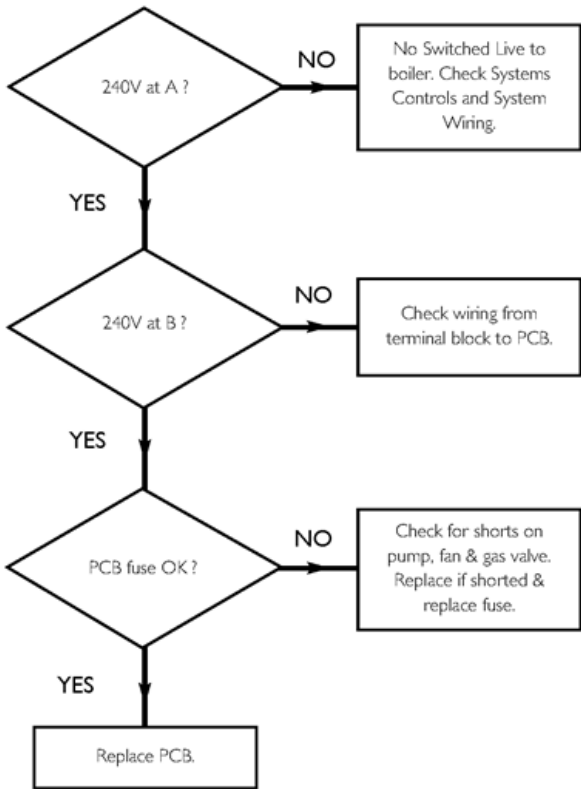 240V at A ?
NO
No Switched Live to
boiler. Check Systems
Controls and System
Wiring.
YES
240V at B ?
NO
Check wiring from
terminal block to PCB.
YES
PCB fuse OK ?
NO
Check for shorts on
pump, fan & gas valve.
Replace if shorted &
replace fuse.
YES
Replace PCB.